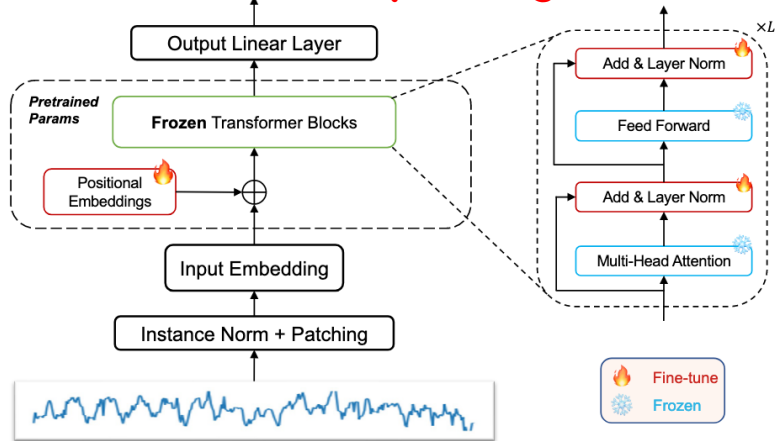 Output Linear Layer
Pretrained
Params
Frozen Transformer Blocks
Positional
Embeddings
Input Embedding
Instance Norm + Patching
×L
Add & Layer Norm
Feed Forward
Add & Layer Norm
Multi-Head Attention
Fine-tune
Frozen